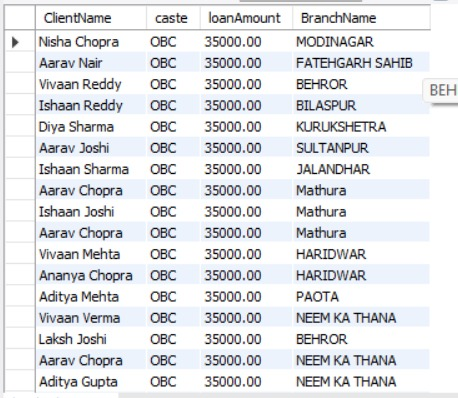 ClientName caste loanAmount BranchName
Nisha Chopra OBC 35000.00 MODINAGAR
Aarav Nair OBC 35000.00 FATEHGARH SAHIB
Vivaan Reddy OBC 35000.00 BEHROR
BEH
Ishaan Reddy OBC 35000.00 BILASPUR
Diya Sharma OBC 35000.00 KURUKSHETRA
Aarav Joshi OBC 35000.00 SULTANPUR
Ishaan Sharma OBC 35000.00 JALANDHAR
Aarav Chopra OBC 35000.00 Mathura
Ishaan Joshi OBC 35000.00 Mathura
Aarav Chopra OBC 35000.00 Mathura
Vivaan Mehta OBC 35000.00 HARIDWAR
Ananya Chopra OBC 35000.00 HARIDWAR
Aditya Mehta OBC 35000.00 PAOTA
Vivaan Verma OBC 35000.00 NEEM KA THANA
Laksh Joshi OBC 35000.00 BEHROR
Aarav Chopra OBC 35000.00 NEEM KA THANA
Aditya Gupta OBC 35000.00 NEEM KA THANA